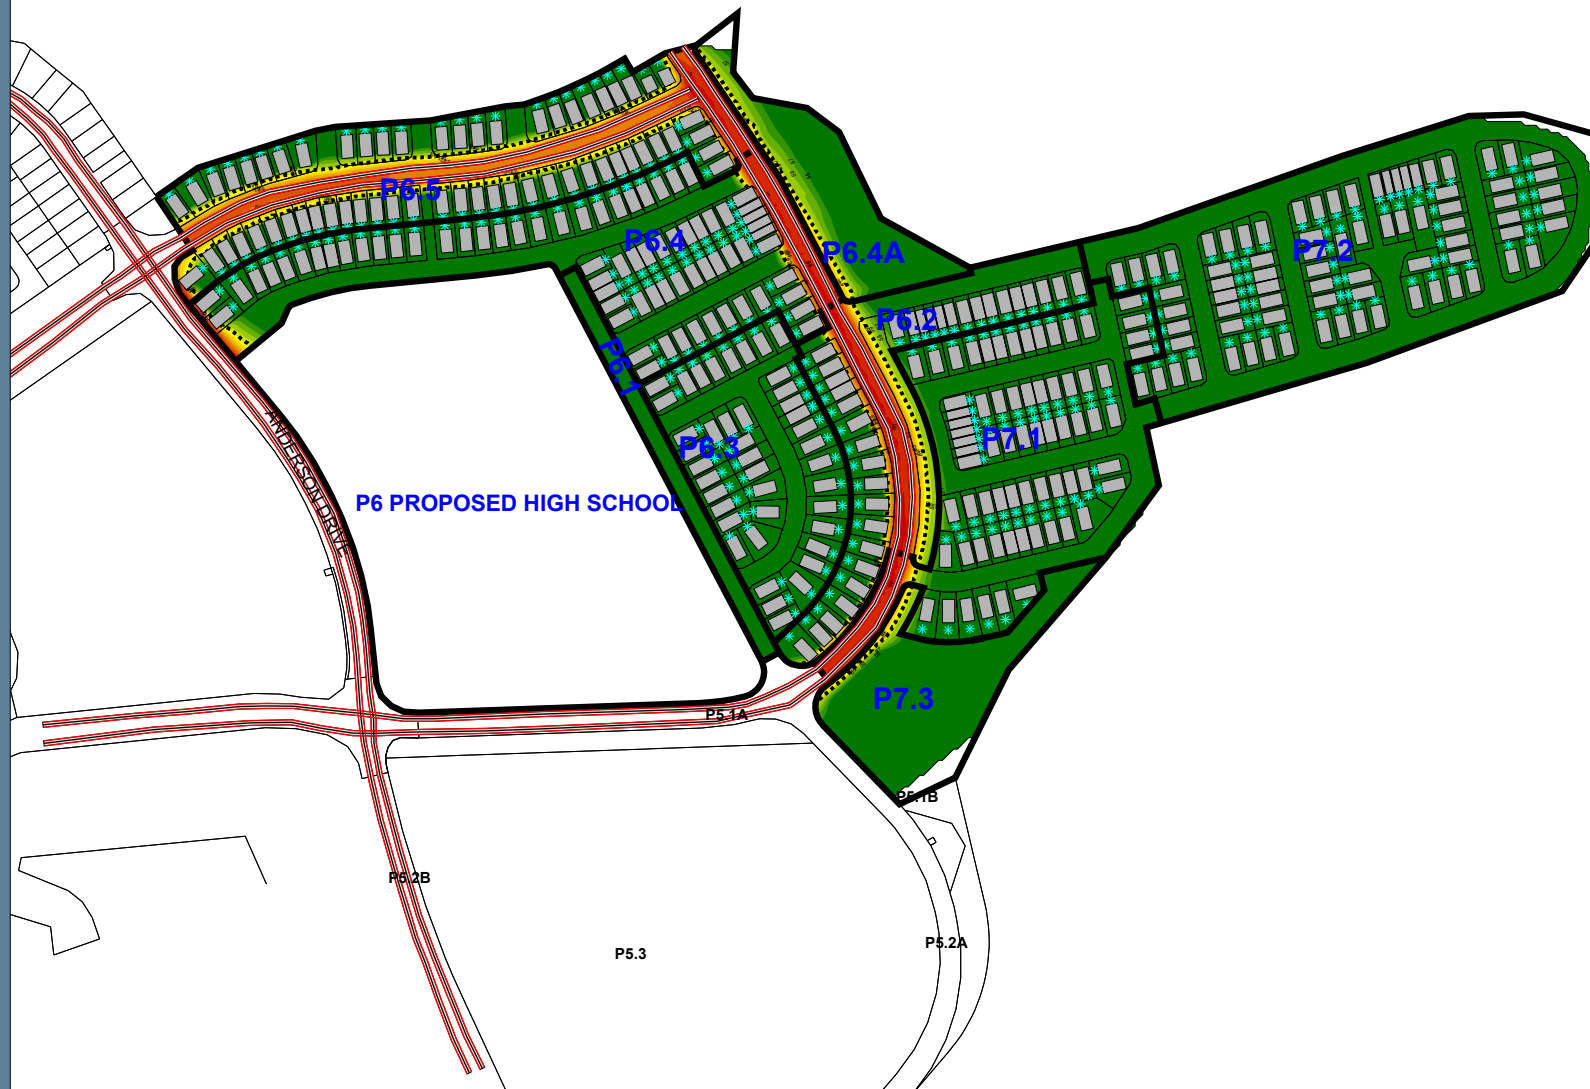 P6.5
P6.4
P6.4A
P7.2
P6.2
P6.1
P7.1
P6.3
ANDERSON DRIVE
P6 PROPOSED HIGH SCHOOL
P7.3
P5.1A
P5.1B
P5.2B
P5.2A
P5.3